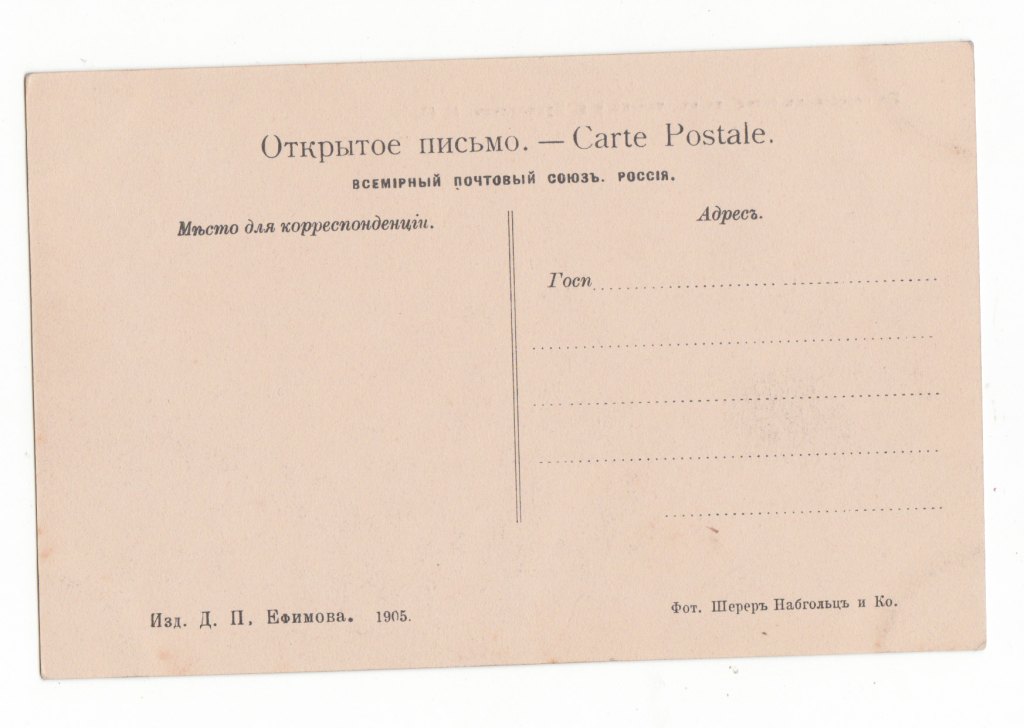 Открытое письмо. — Carte Postale.
ВСЕМІРНЫЙ ПОЧТОВЫЙ СОЮЗЪ. РОССІЯ.
Мѣсто для корреспонденціи.
Адресъ.
Госп
Изд. Д. П. Ефимова. 1905.
Фот. Шереръ Набгольцъ и Ко.